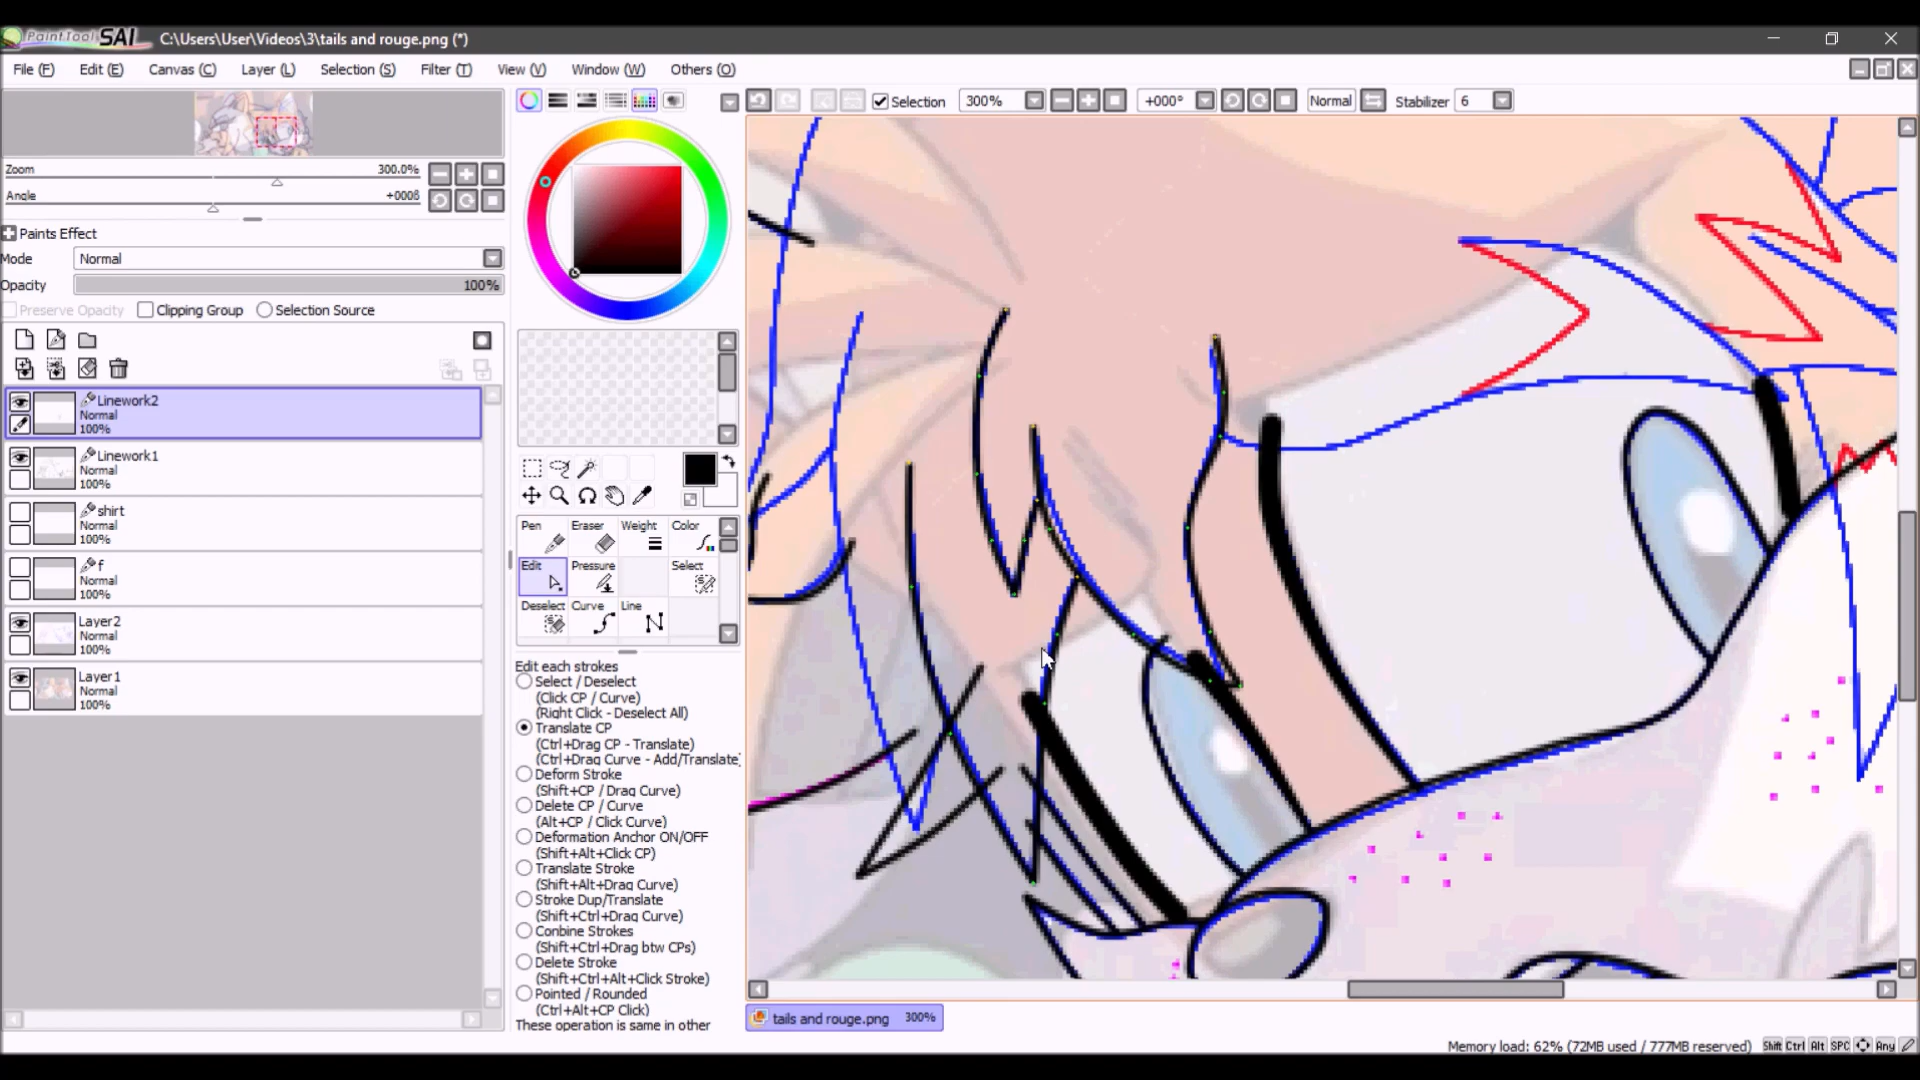 PaintTool SAI C:\Users\User\Videos\3\tails and rouge.png (*)
File (F) Edit (E) Canvas (C) Layer (L) Selection (S) Filter (T) View (V) Window (W) Others (O)
Selection 300% +000° Normal Stabilizer 6
Zoom 300.0%
Angle +0008
Paints Effect
Mode Normal
Opacity 100%
Preserve Opacity Clipping Group Selection Source
Linework2
Normal
100%
Linework1
Normal
100%
shirt
Normal
100%
f
Normal
100%
Layer2
Normal
100%
Layer1
Normal
100%
Pen Eraser Weight Color
Edit Pressure Select
Deselect Curve Line
Edit each strokes
Select / Deselect
(Click CP / Curve)
(Right Click - Deselect All)
Translate CP
(Ctrl+Drag CP - Translate)
(Ctrl+Drag Curve - Add/Translate)
Deform Stroke
(Shift+CP / Drag Curve)
Delete CP / Curve
(Alt+CP / Click Curve)
Deformation Anchor ON/OFF
(Shift+Alt+Click CP)
Translate Stroke
(Shift+Alt+Drag Curve)
Stroke Dup/Translate
(Shift+Ctrl+Drag Curve)
Conbine Strokes
(Shift+Ctrl+Drag btw CPs)
Delete Stroke
(Shift+Ctrl+Alt+Click Stroke)
Pointed / Rounded
(Ctrl+Alt+CP Click)
These operation is same in other
tails and rouge.png 300%
Memory load: 62% (72MB used / 777MB reserved) Shift Ctrl Alt SPC Any